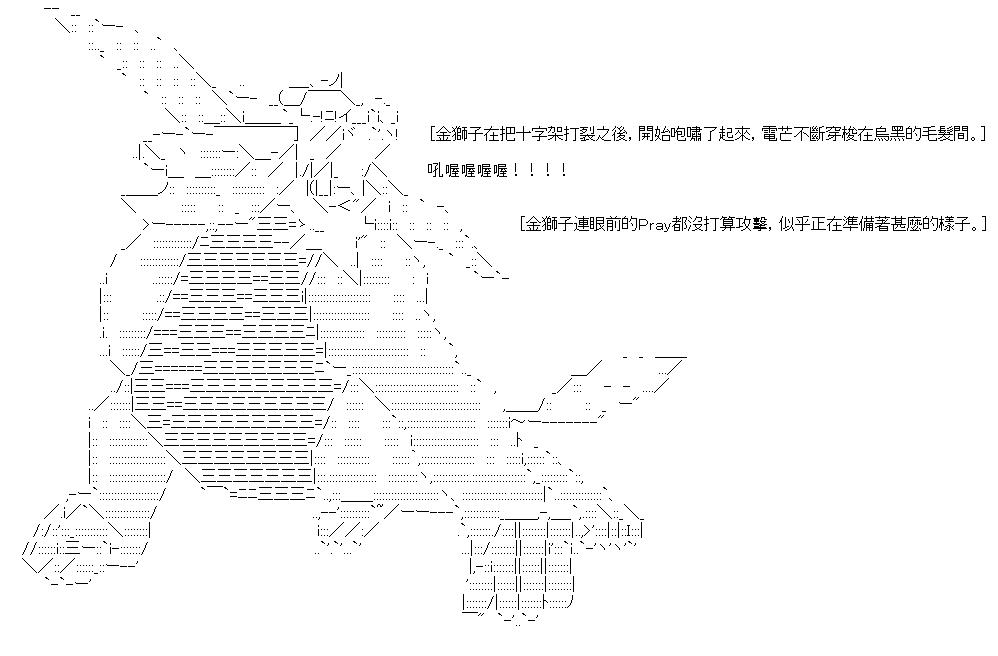 [金獅子在把十字架打裂之後，開始咆嘯了起來，電芒不斷穿梭在烏黑的毛髮間。]
吼喔喔喔喔！！！！
[金獅子連眼前的Pray都沒打算攻擊，似乎正在準備著甚麼的樣子。]